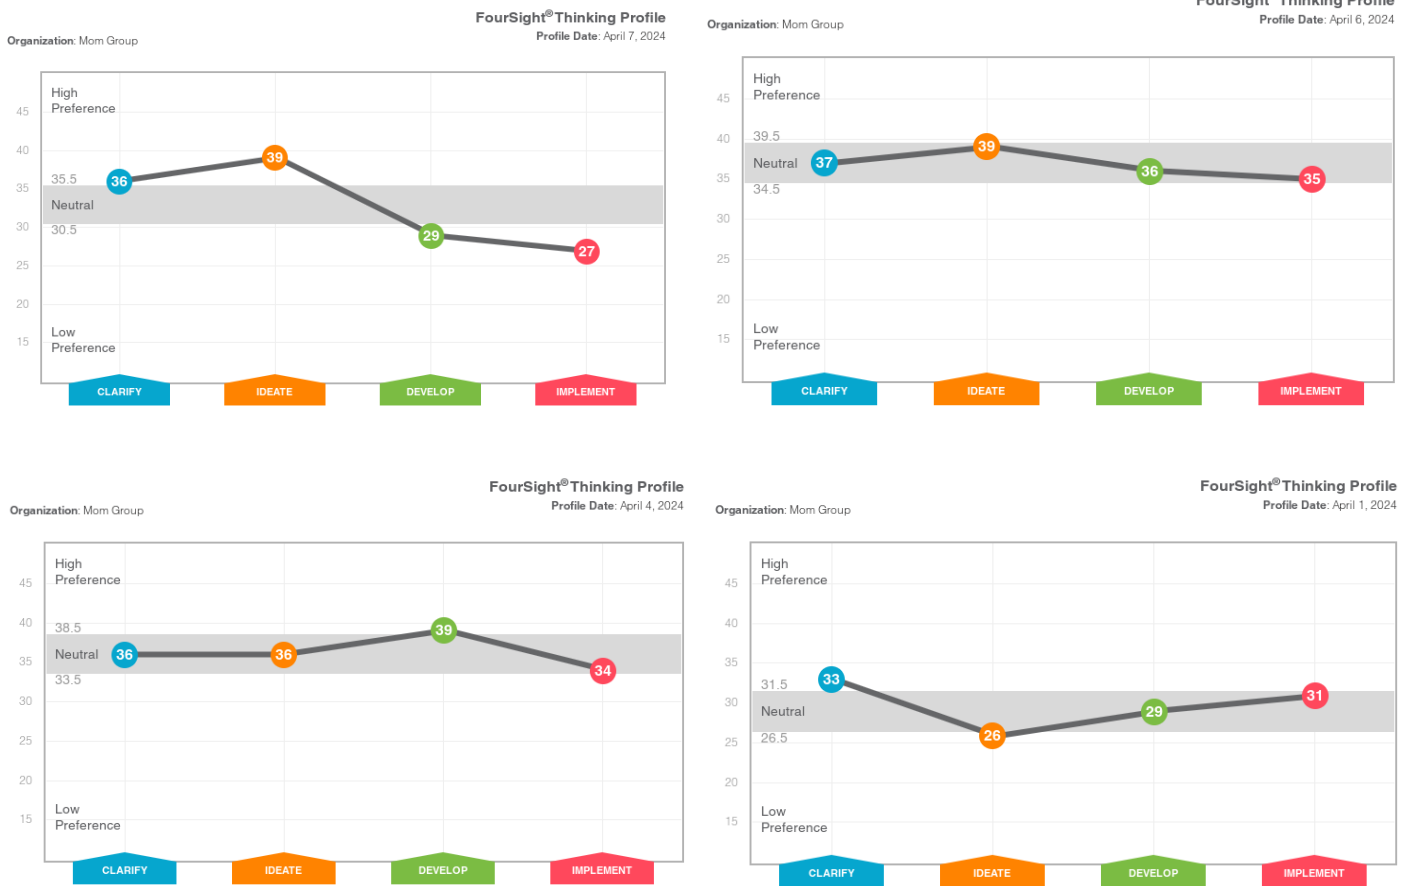 FourSight® Thinking Profile
Profile Date: April 7, 2024
Organization: Mom Group
High
Preference
45
40
35.5
35
Neutral
30.5
30
25
20
Low
Preference
15
36
39
29
27
CLARIFY
IDEATE
DEVELOP
IMPLEMENT
FourSight® Thinking Profile
Profile Date: April 6, 2024
Organization: Mom Group
High
Preference
45
40
39.5
Neutral
35
34.5
30
25
20
Low
Preference
15
37
39
36
35
CLARIFY
IDEATE
DEVELOP
IMPLEMENT
FourSight® Thinking Profile
Profile Date: April 4, 2024
Organization: Mom Group
High
Preference
45
40
38.5
Neutral
35
33.5
30
25
20
Low
Preference
15
36
36
39
34
CLARIFY
IDEATE
DEVELOP
IMPLEMENT
FourSight® Thinking Profile
Profile Date: April 1, 2024
Organization: Mom Group
High
Preference
45
40
35
31.5
30
Neutral
26.5
25
20
Low
Preference
15
33
26
29
31
CLARIFY
IDEATE
DEVELOP
IMPLEMENT